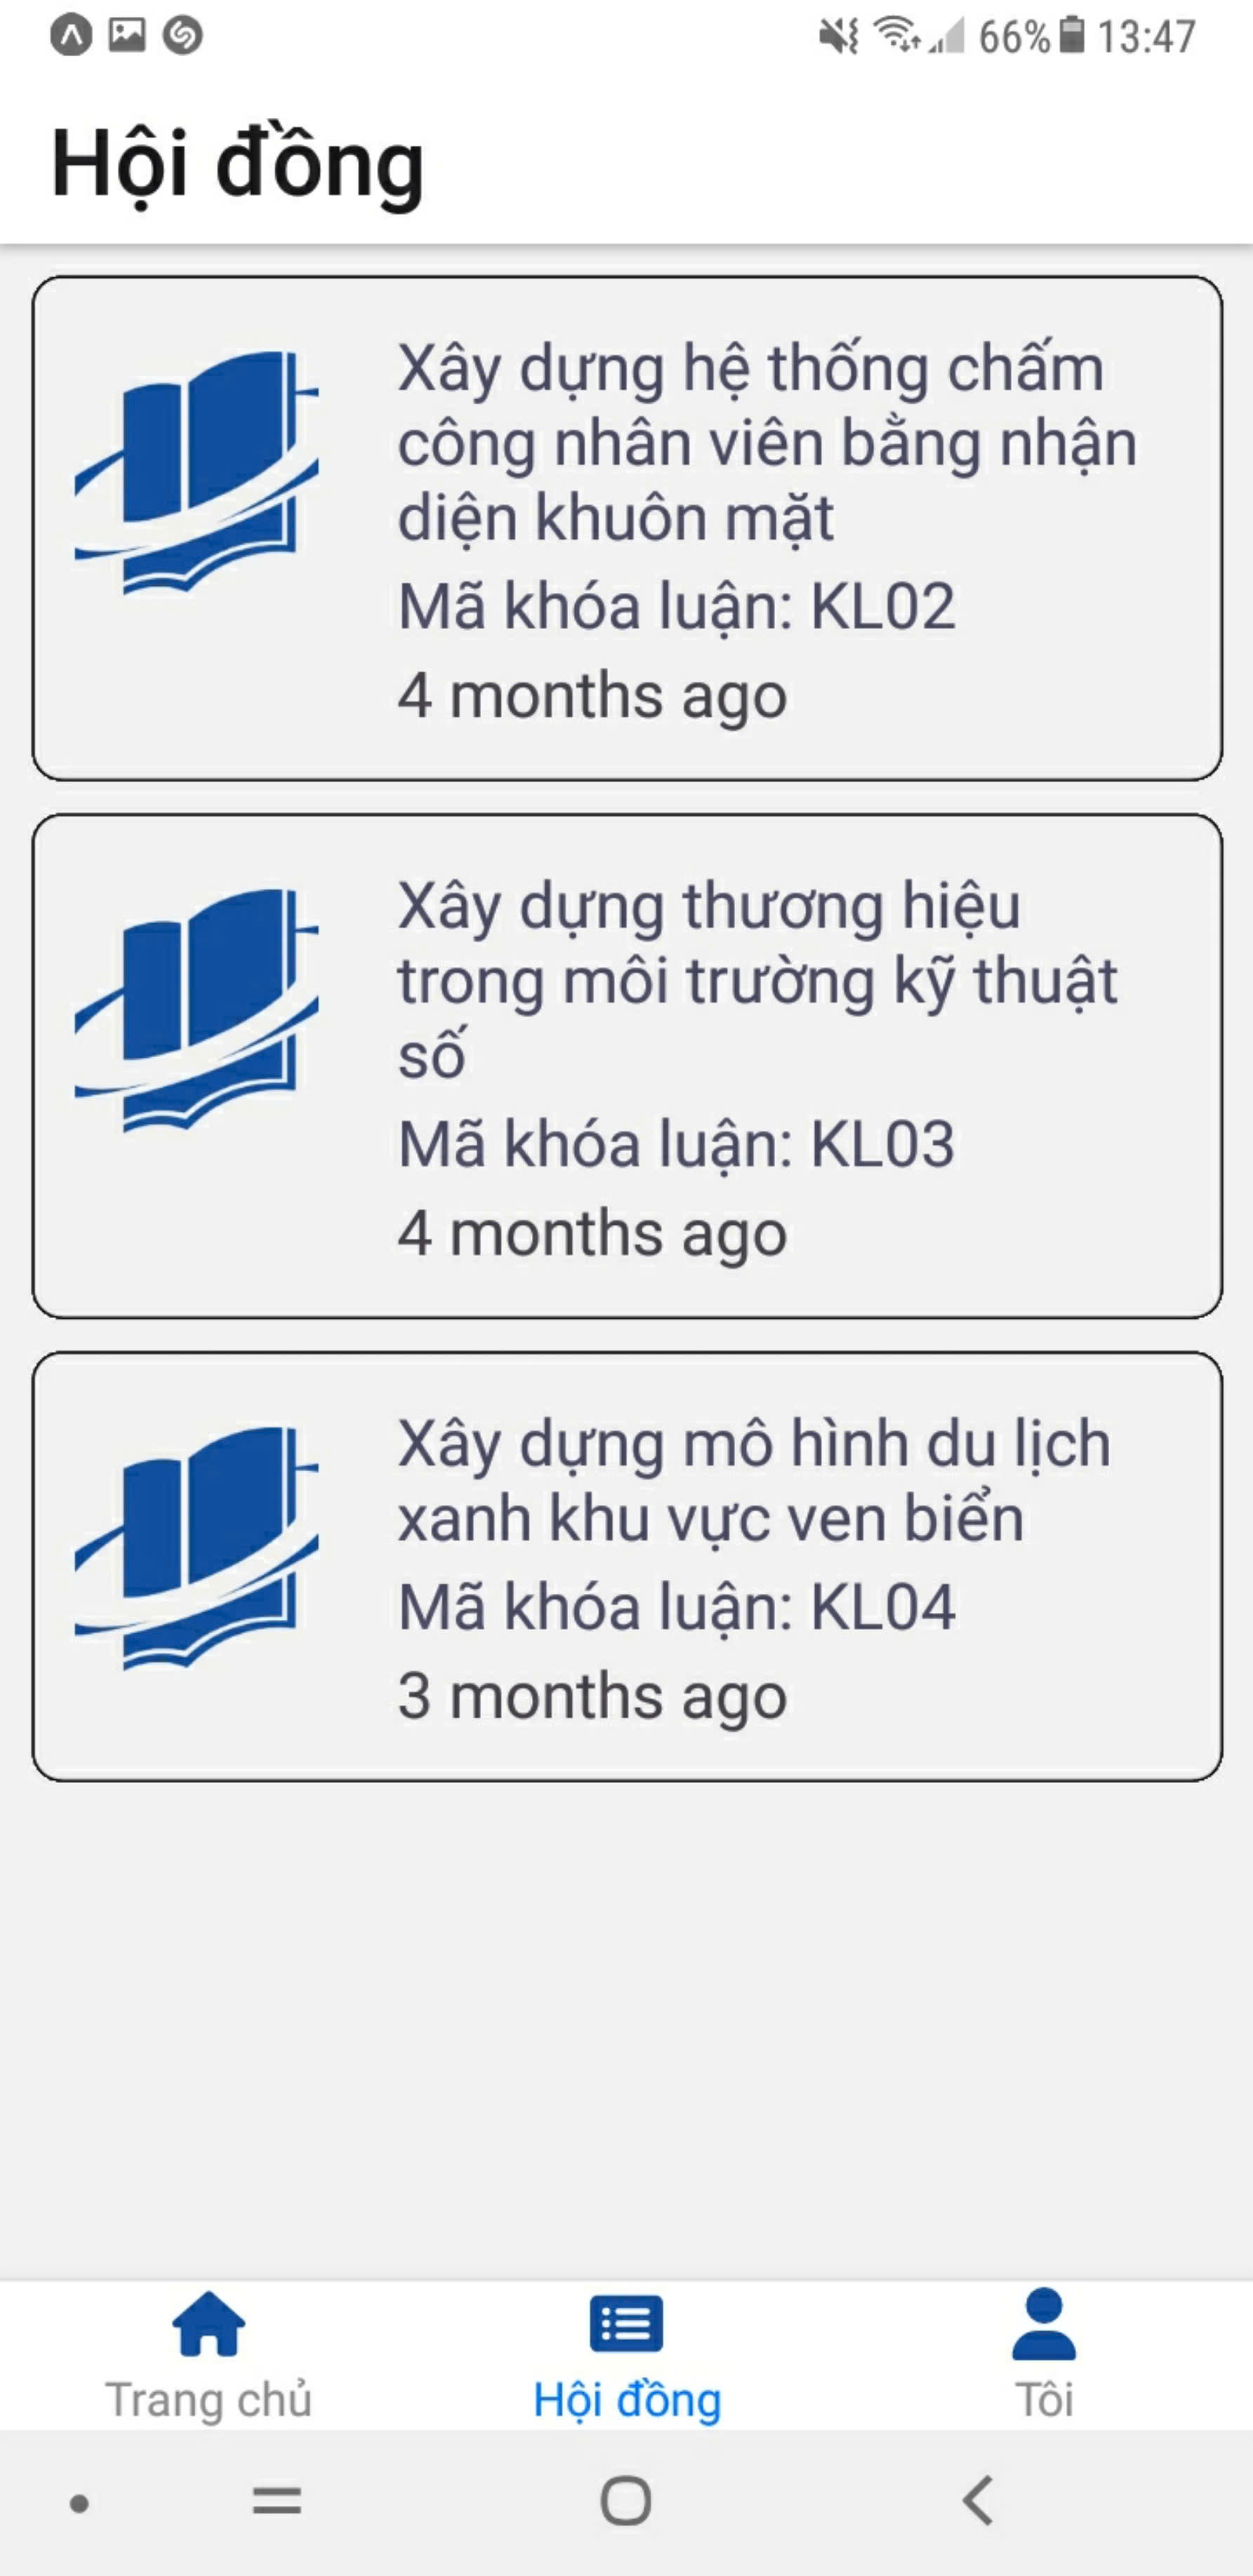 66% 13:47
Hội đồng
Xây dựng hệ thống chấm
công nhân viên bằng nhận
diện khuôn mặt
Mã khóa luận: KL02
4 months ago
Xây dựng thương hiệu
trong môi trường kỹ thuật
số
Mã khóa luận: KL03
4 months ago
Xây dựng mô hình du lịch
xanh khu vực ven biển
Mã khóa luận: KL04
3 months ago
Trang chủ
Hội đồng
Tôi